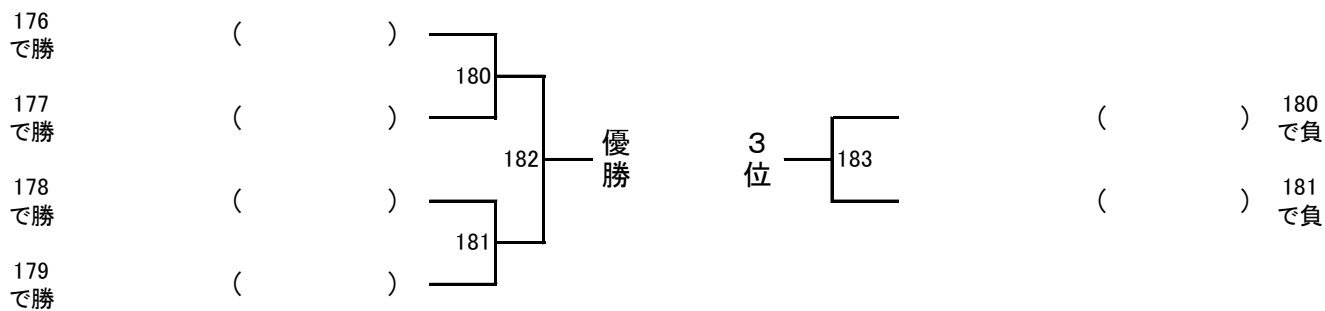 176
で勝
(　　　　)
180
177
で勝
(　　　　)
182
優
勝
178
で勝
(　　　　)
181
179
で勝
(　　　　)
3
位
183
(　　　　)
180
で負
(　　　　)
181
で負